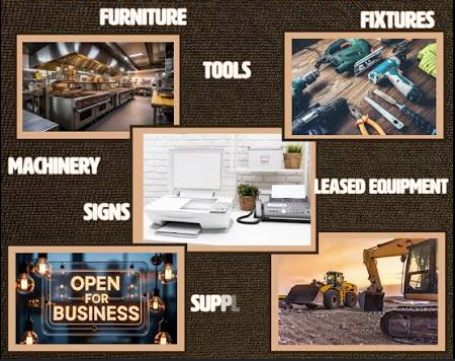 FURNITURE
FIXTURES
TOOLS
MACHINERY
LEASED EQUIPMENT
SIGNS
OPEN
FOR
BUSINESS
SUPPL